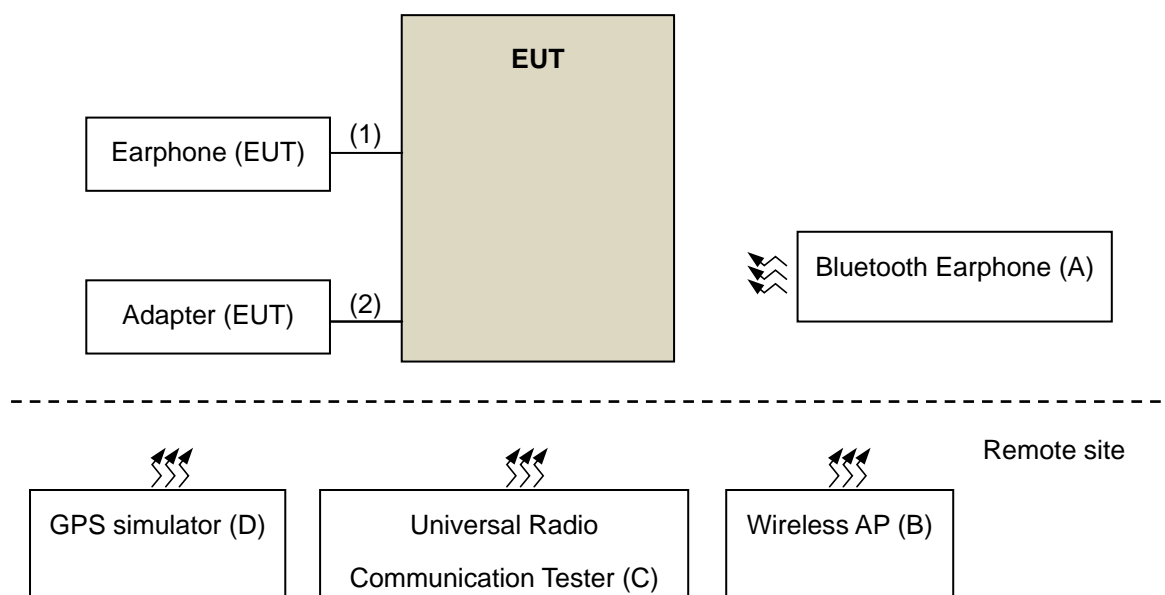 EUT
(1)
Earphone (EUT)
Bluetooth Earphone (A)
(2)
Adapter (EUT)
Remote site
GPS simulator (D)
Universal Radio
Communication Tester (C)
Wireless AP (B)